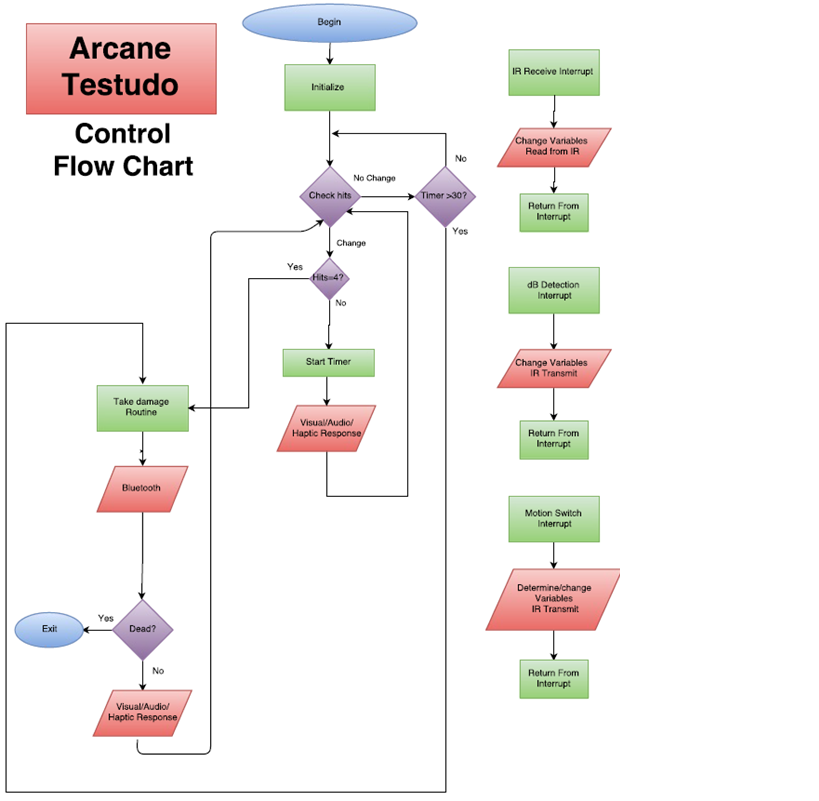 Arcane
Testudo
Control
Flow Chart
Begin
Initialize
No
Check hits
No Change
Timer >30?
Yes
Change
Yes
Hits=4?
No
Start Timer
Visual/Audio/
Haptic Response
Take damage
Routine
Bluetooth
Dead?
Yes
Exit
No
Visual/Audio/
Haptic Response
IR Receive Interrupt
Change Variables
Read from IR
Return From
Interrupt
dB Detection
Interrupt
Change Variables
IR Transmit
Return From
Interrupt
Motion Switch
Interrupt
Determine/change
Variables
IR Transmit
Return From
Interrupt